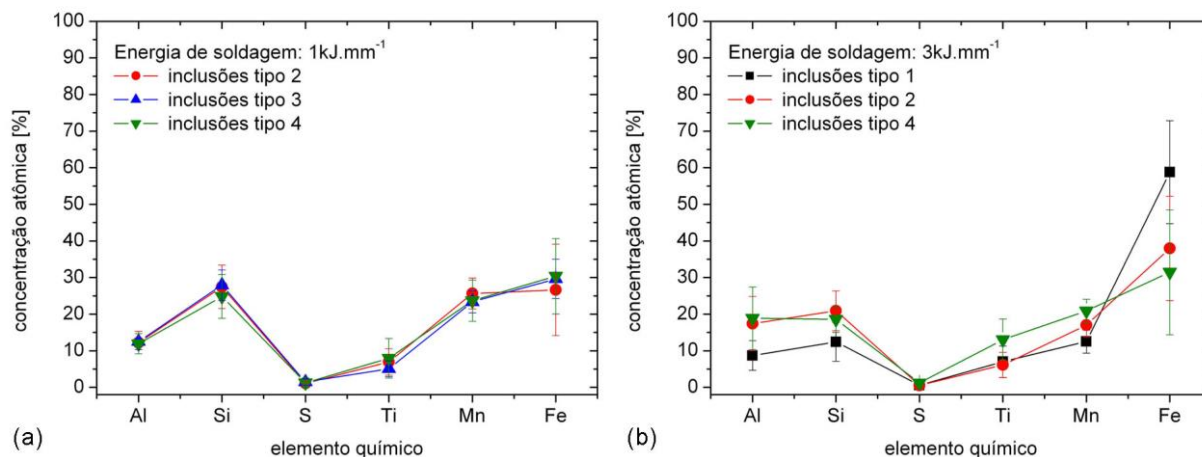 100
90
80
70
60
50
40
30
20
10
0
concentração atômica [%]
Energia de soldagem: 1kJ.mm⁻¹
inclusões tipo 2
inclusões tipo 3
inclusões tipo 4
Al Si S Ti Mn Fe
elemento químico
(a)
100
90
80
70
60
50
40
30
20
10
0
concentração atômica [%]
Energia de soldagem: 3kJ.mm⁻¹
inclusões tipo 1
inclusões tipo 2
inclusões tipo 4
Al Si S Ti Mn Fe
elemento químico
(b)